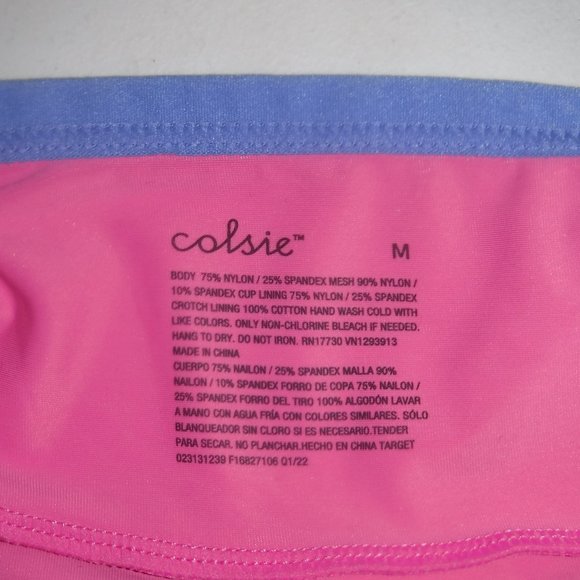 colsie™ M
BODY 75% NYLON / 25% SPANDEX MESH 90% NYLON /
10% SPANDEX CUP LINING 75% NYLON / 25% SPANDEX
CROTCH LINING 100% COTTON HAND WASH COLD WITH
LIKE COLORS. ONLY NON-CHLORINE BLEACH IF NEEDED.
HANG TO DRY. DO NOT IRON. RN17730 VN1293913
MADE IN CHINA
CUERPO 75% NAILON / 25% SPANDEX MALLA 90%
NAILON / 10% SPANDEX FORRO DE COPA 75% NAILON /
25% SPANDEX FORRO DEL TIRO 100% ALGODÓN LAVAR
A MANO CON AGUA FRÍA CON COLORES SIMILARES. SÓLO
BLANQUEADOR SIN CLORO SI ES NECESARIO.TENDER
PARA SECAR. NO PLANCHAR.HECHO EN CHINA TARGET
023131239 F16827106 Q1/22